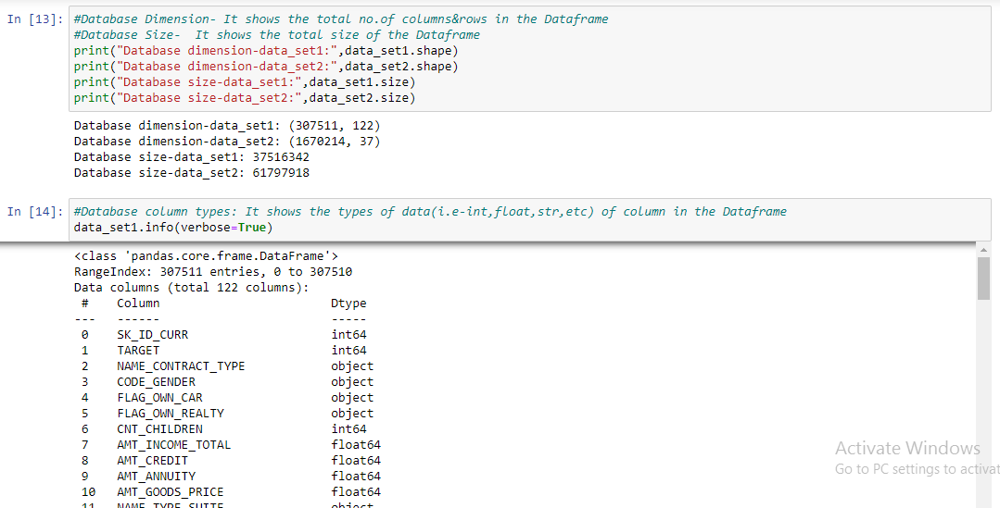 In [13]: #Database Dimension- It shows the total no.of columns&rows in the Dataframe
#Database Size-  It shows the total size of the Dataframe
print("Database dimension-data_set1:",data_set1.shape)
print("Database dimension-data_set2:",data_set2.shape)
print("Database size-data_set1:",data_set1.size)
print("Database size-data_set2:",data_set2.size)
Database dimension-data_set1: (307511, 122)
Database dimension-data_set2: (1670214, 37)
Database size-data_set1: 37516342
Database size-data_set2: 61797918
In [14]: #Database column types: It shows the types of data(i.e-int,float,str,etc) of column in the Dataframe
data_set1.info(verbose=True)
<class 'pandas.core.frame.DataFrame'>
RangeIndex: 307511 entries, 0 to 307510
Data columns (total 122 columns):
#    Column    Dtype
---  ------    -----
0    SK_ID_CURR    int64
1    TARGET    int64
2    NAME_CONTRACT_TYPE    object
3    CODE_GENDER    object
4    FLAG_OWN_CAR    object
5    FLAG_OWN_REALTY    object
6    CNT_CHILDREN    int64
7    AMT_INCOME_TOTAL    float64
8    AMT_CREDIT    float64
9    AMT_ANNUITY    float64
10   AMT_GOODS_PRICE    float64
11   NAME_TYPE_SUITE    object
Activate Windows
Go to PC settings to activat